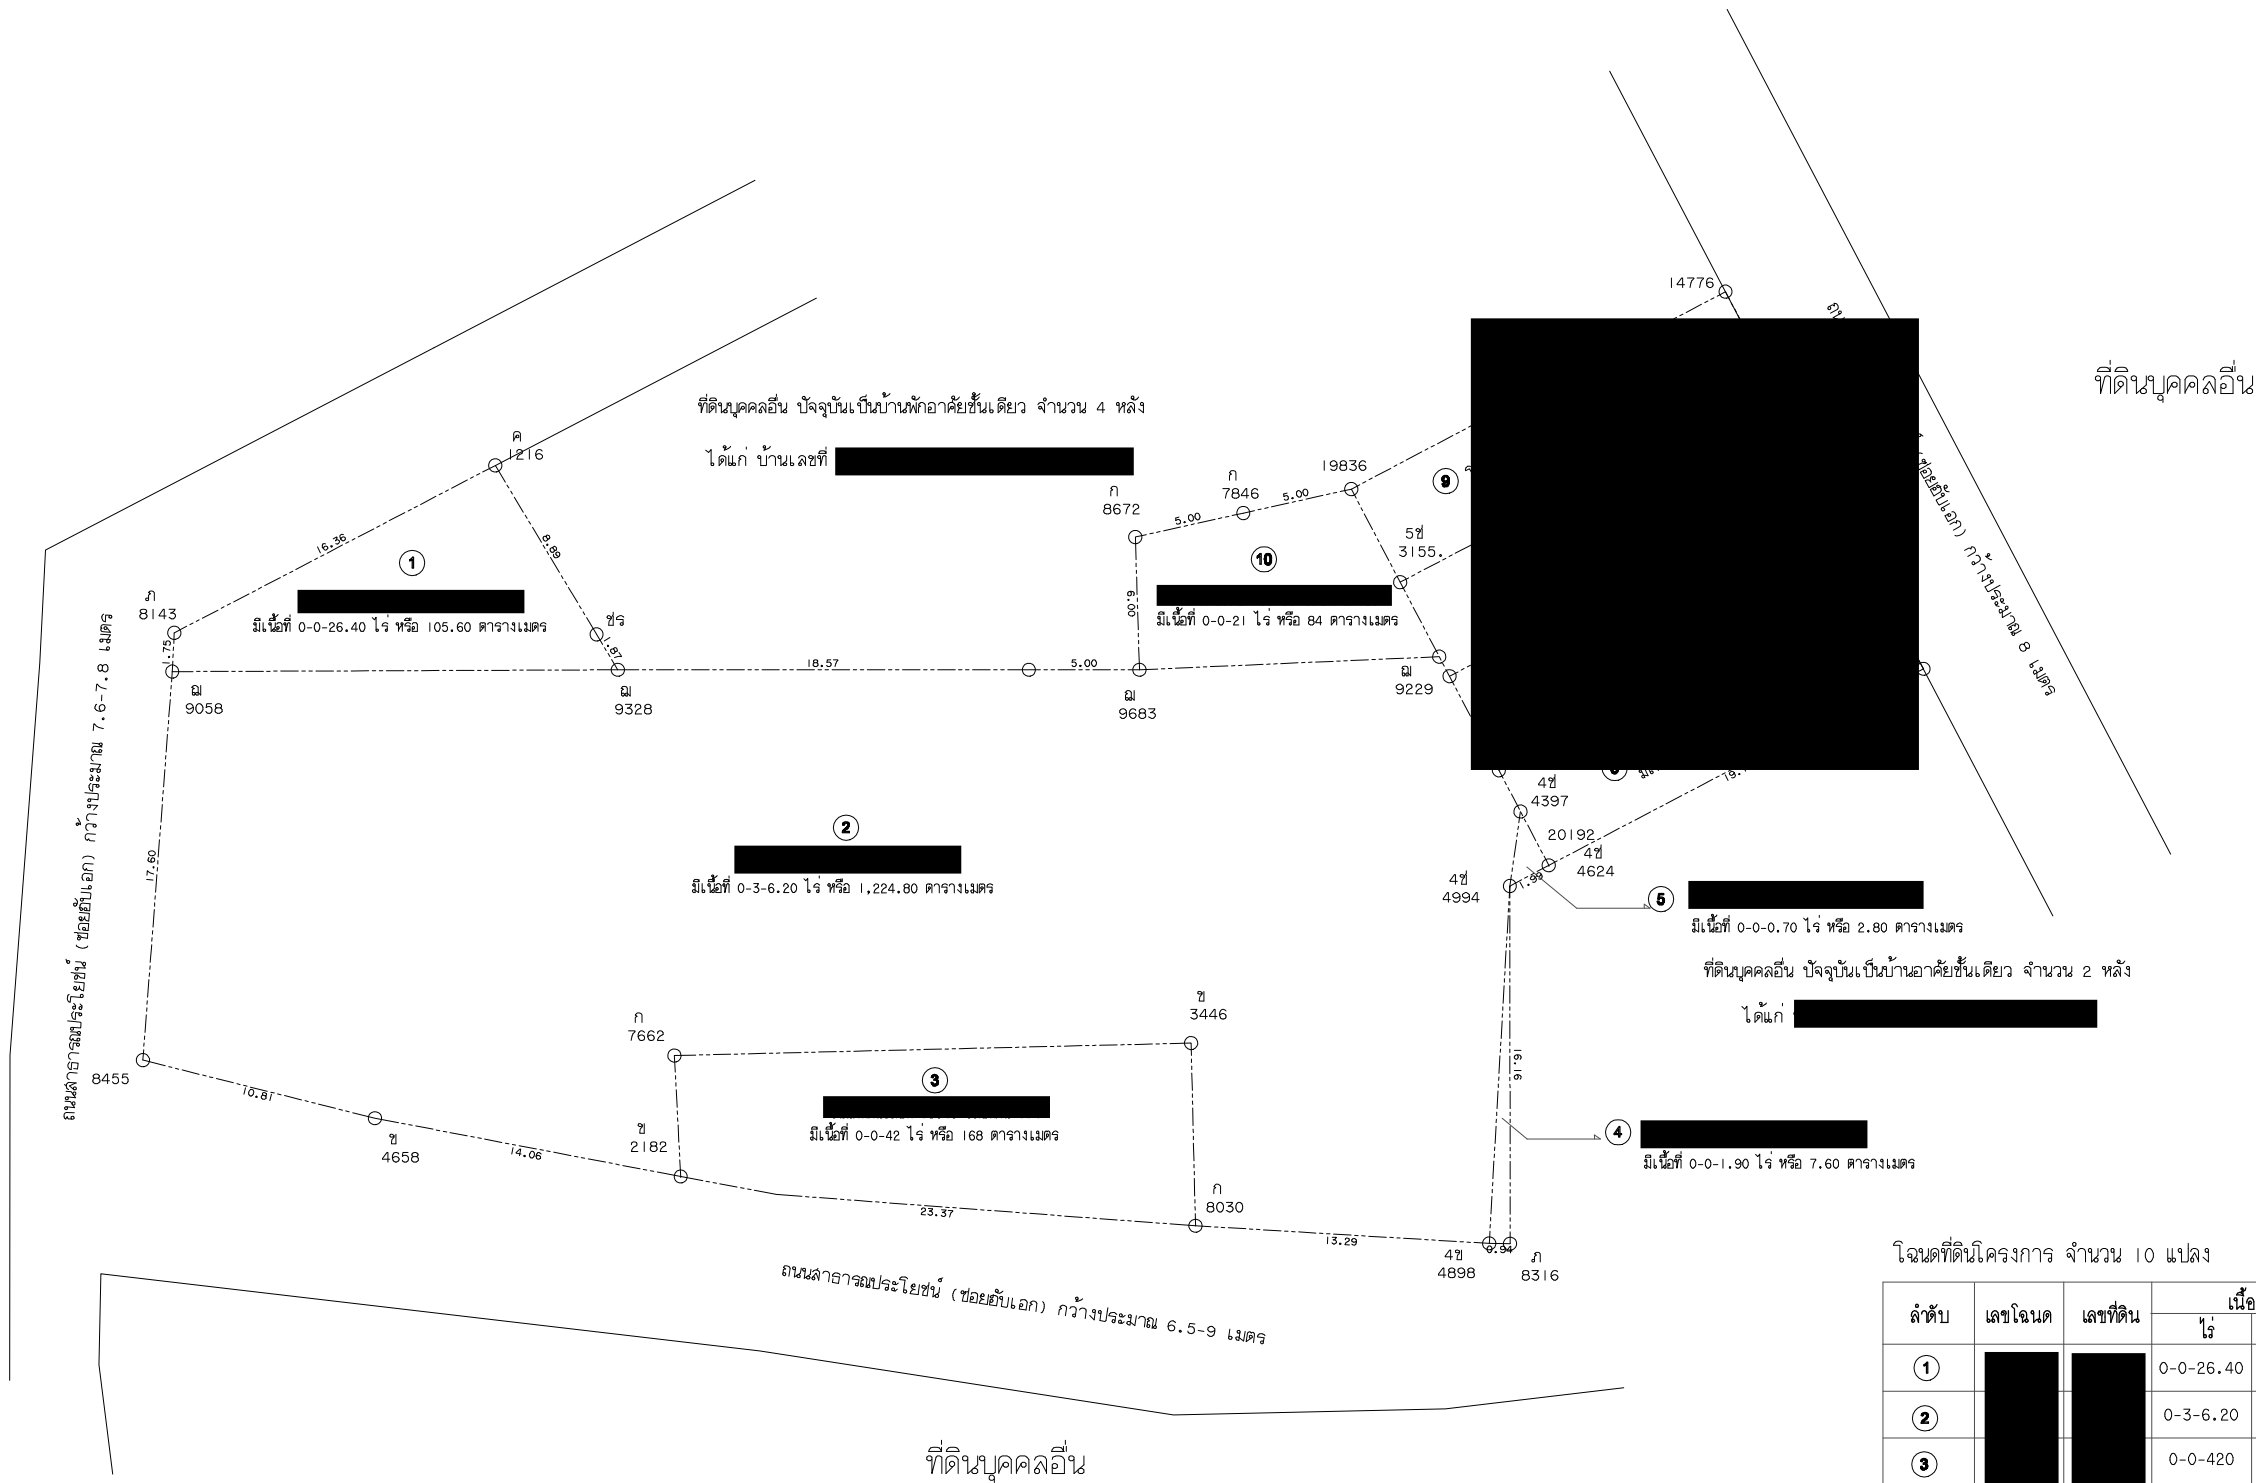 14776
ที่ดินบุคคลอื่น
ที่ดินบุคคลอื่น ปัจจุบันเป็นบ้านพักอาศัยชั้นเดียว จำนวน 4 หลัง
ได้แก่ บ้านเลขที่
ค
1216
19836
ก
7846
5.00
ก
8672
5.00
9
5ช
3155.
16.36
8.89
1
10
6.00
ภ
8143
มีเนื้อที่ 0-0-26.40 ไร่ หรือ 105.60 ตารางเมตร
ชร
มีเนื้อที่ 0-0-21 ไร่ หรือ 84 ตารางเมตร
(ซอยอับเอก) กว้างประมาณ 8 เมตร
1.75
1.87
18.57
5.00
ฌ
9058
ฌ
9328
ฌ
9683
ฌ
9229
ถนนสาธารณประโยชน์ (ซอยอับเอก) กว้างประมาณ 7.6-7.8 เมตร
17.60
2
มีเนื้อที่ 0-3-6.20 ไร่ หรือ 1,224.80 ตารางเมตร
4ช
4397
20192
4ช
4624
4ช
4994
1.99
5
มีเนื้อที่ 0-0-0.70 ไร่ หรือ 2.80 ตารางเมตร
ที่ดินบุคคลอื่น ปัจจุบันเป็นบ้านอาศัยชั้นเดียว จำนวน 2 หลัง
ได้แก่
ก
7662
ข
3446
16.16
8455
10.81
3
มีเนื้อที่ 0-0-42 ไร่ หรือ 168 ตารางเมตร
4
มีเนื้อที่ 0-0-1.90 ไร่ หรือ 7.60 ตารางเมตร
ข
4658
14.06
ข
2182
23.37
ก
8030
13.29
4ข
4898
0.94
ภ
8316
ถนนสาธารณประโยชน์ (ซอยอับเอก) กว้างประมาณ 6.5-9 เมตร
โฉนดที่ดินโครงการ จำนวน 10 แปลง
ลำดับ เลขโฉนด เลขที่ดิน
ไร่
1 0-0-26.40
2 0-3-6.20
3 0-0-420
ที่ดินบุคคลอื่น